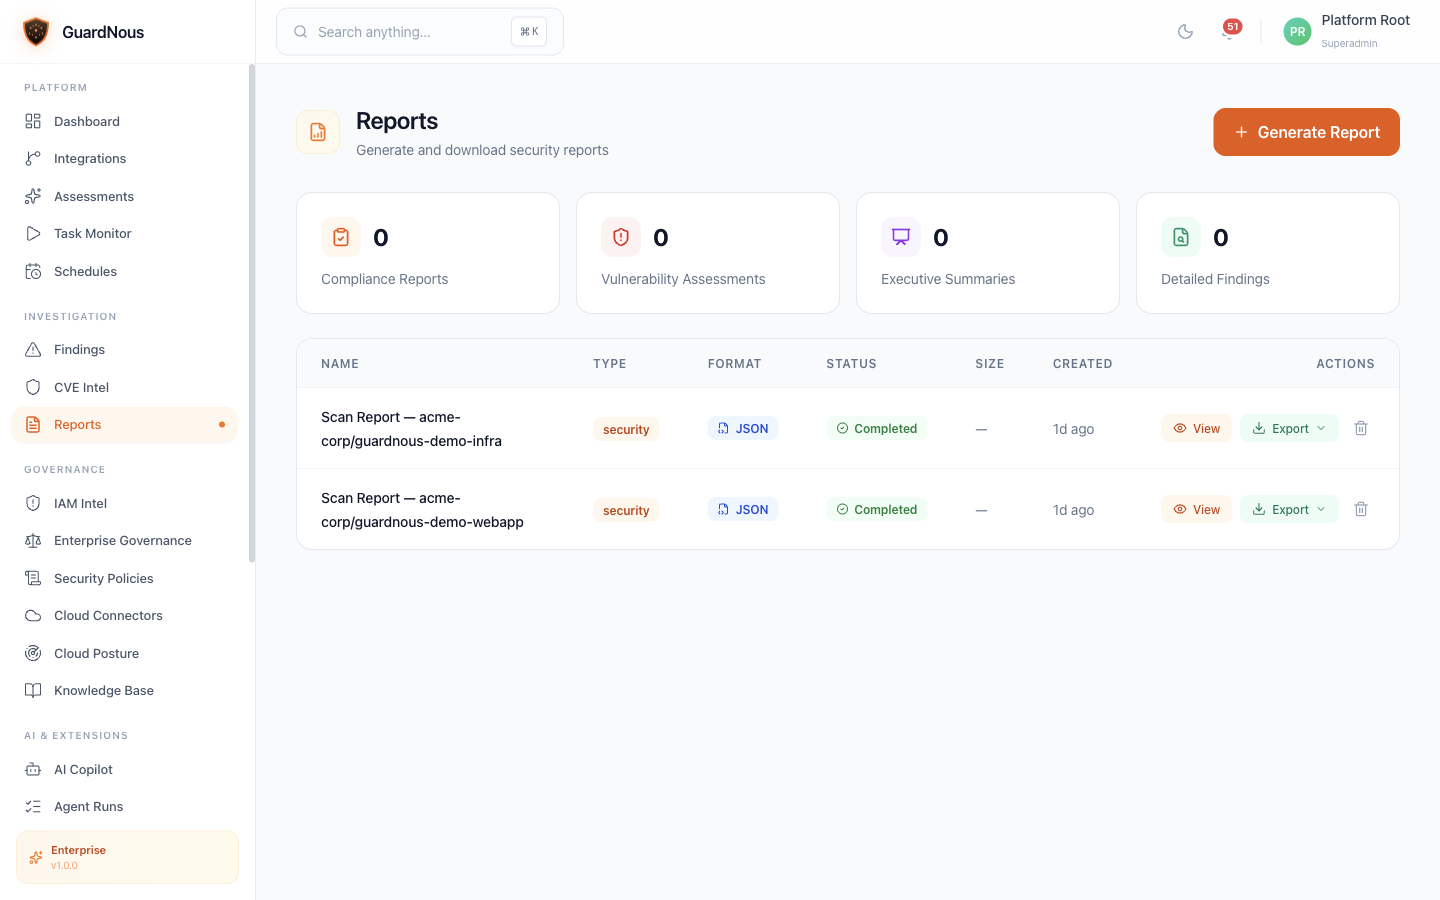 GuardNous
Search anything...
⌘ K
51
PR
Platform Root
Superadmin
PLATFORM
Dashboard
Integrations
Assessments
Task Monitor
Schedules
INVESTIGATION
Findings
CVE Intel
Reports
GOVERNANCE
IAM Intel
Enterprise Governance
Security Policies
Cloud Connectors
Cloud Posture
Knowledge Base
AI & EXTENSIONS
AI Copilot
Agent Runs
Enterprise
v1.0.0
Reports
Generate and download security reports
+ Generate Report
0
Compliance Reports
0
Vulnerability Assessments
0
Executive Summaries
0
Detailed Findings
NAME TYPE FORMAT STATUS SIZE CREATED ACTIONS
Scan Report — acme-
corp/guardnous-demo-infra
security JSON Completed — 1d ago View Export
Scan Report — acme-
corp/guardnous-demo-webapp
security JSON Completed — 1d ago View Export